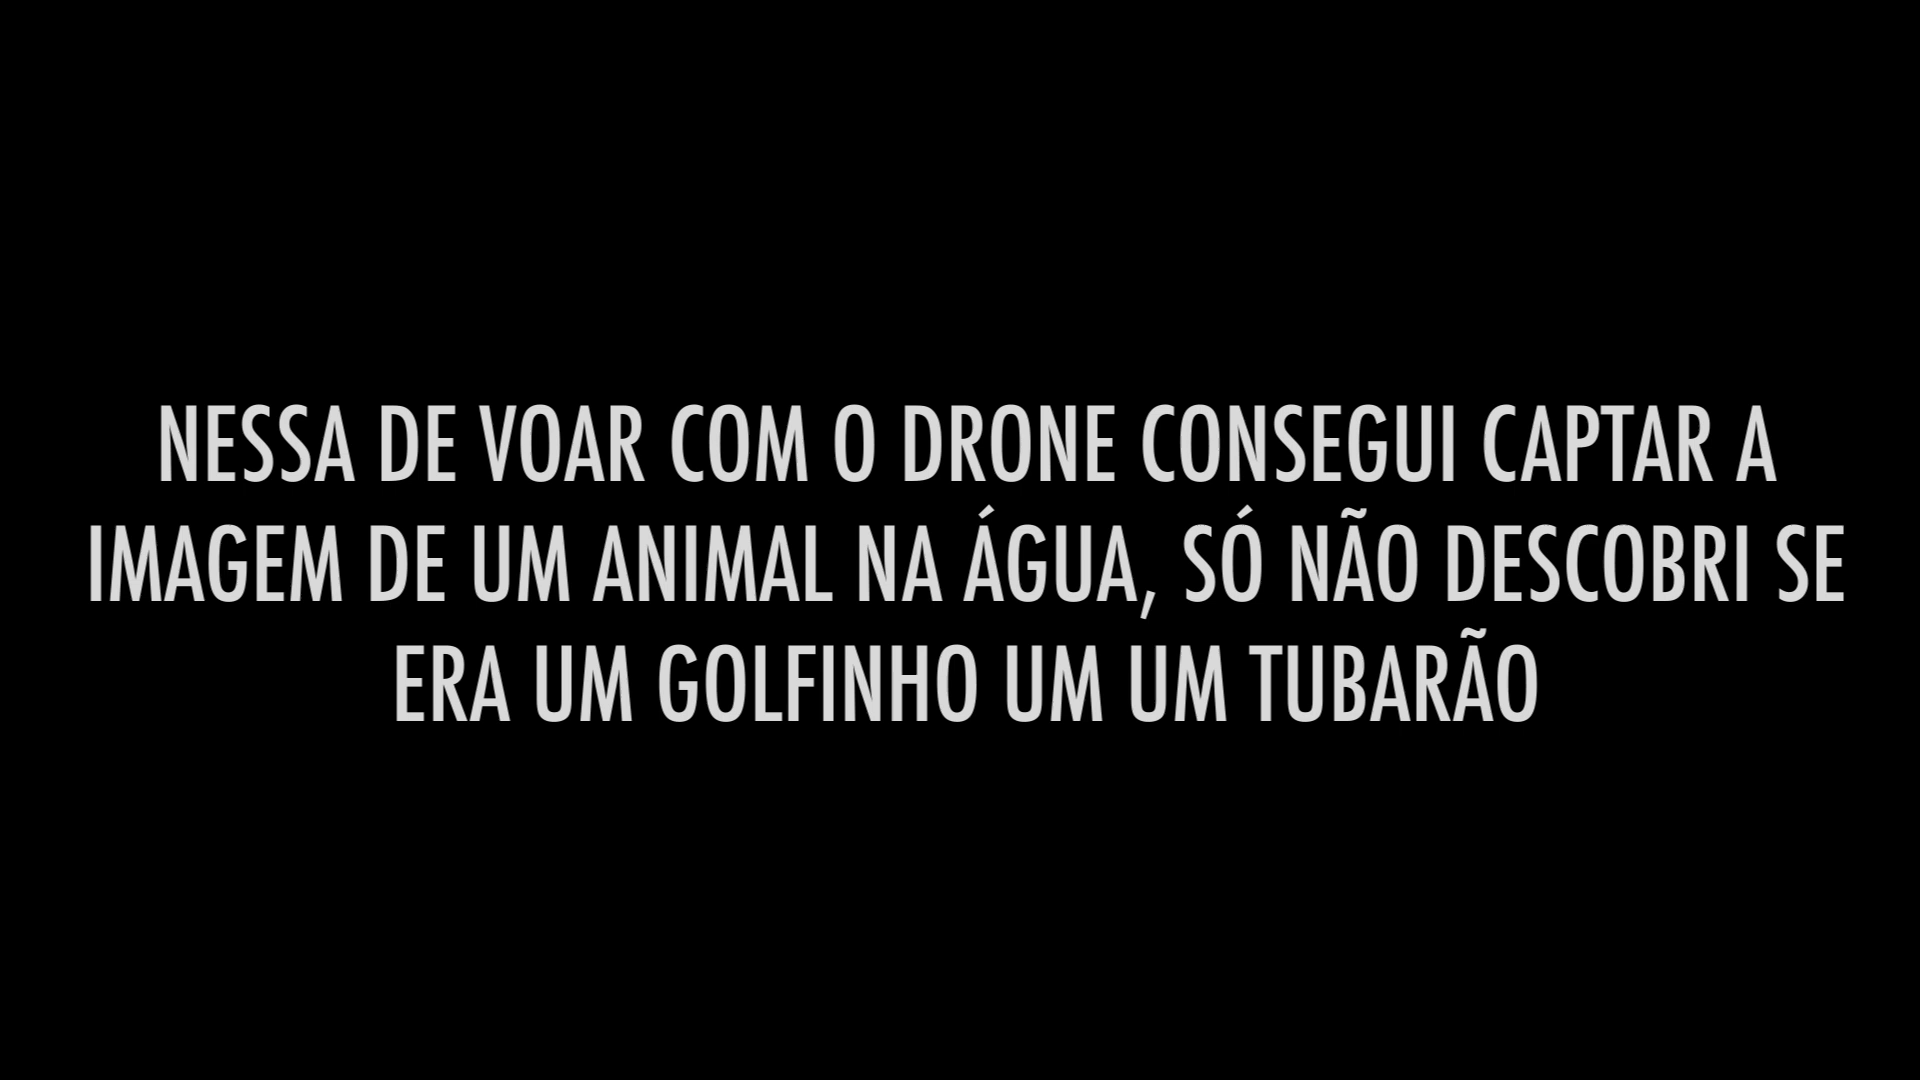 NESSA DE VOAR COM O DRONE CONSEGUI CAPTAR A
IMAGEM DE UM ANIMAL NA ÁGUA, SÓ NÃO DESCOBRI SE
ERA UM GOLFINHO UM UM TUBARÃO